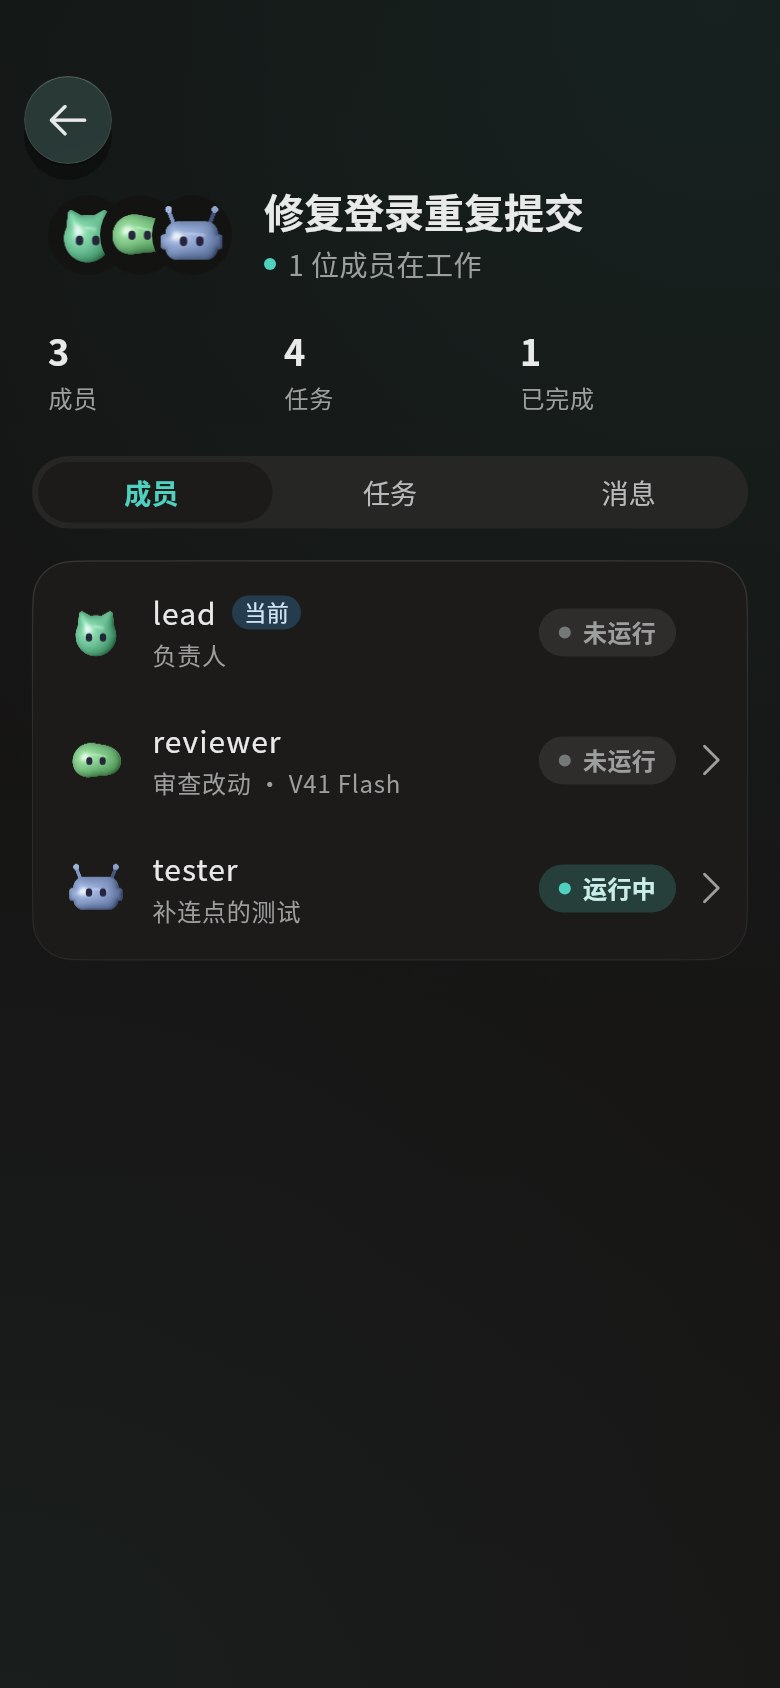 修复登录重复提交
1 位成员在工作
3
成员
4
任务
1
已完成
成员
任务
消息
lead 当前
负责人
未运行
reviewer
审查改动 · V41 Flash
未运行
tester
补连点的测试
运行中